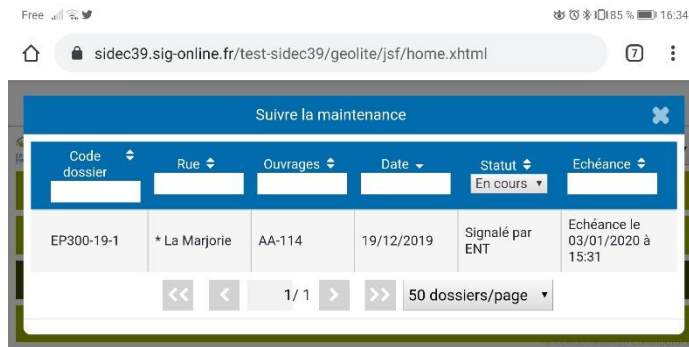 Free 85 % 16:34
sidec39.sig-online.fr/test-sidec39/geolite/jsf/home.xhtml 7
Suivre la maintenance
Code dossier Rue Ouvrages Date Statut Echéance
En cours
EP300-19-1 * La Marjorie AA-114 19/12/2019 Signalé par ENT Echéance le 03/01/2020 à 15:31
<< < 1/ 1 > >> 50 dossiers/page